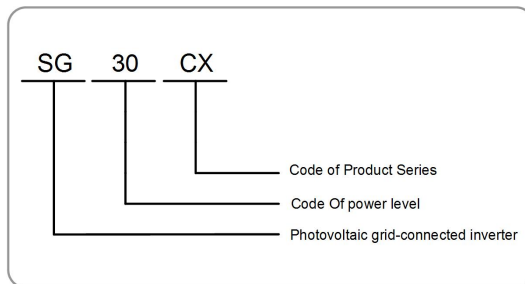 SG 30 CX
Code of Product Series
Code Of power level
Photovoltaic grid-connected inverter